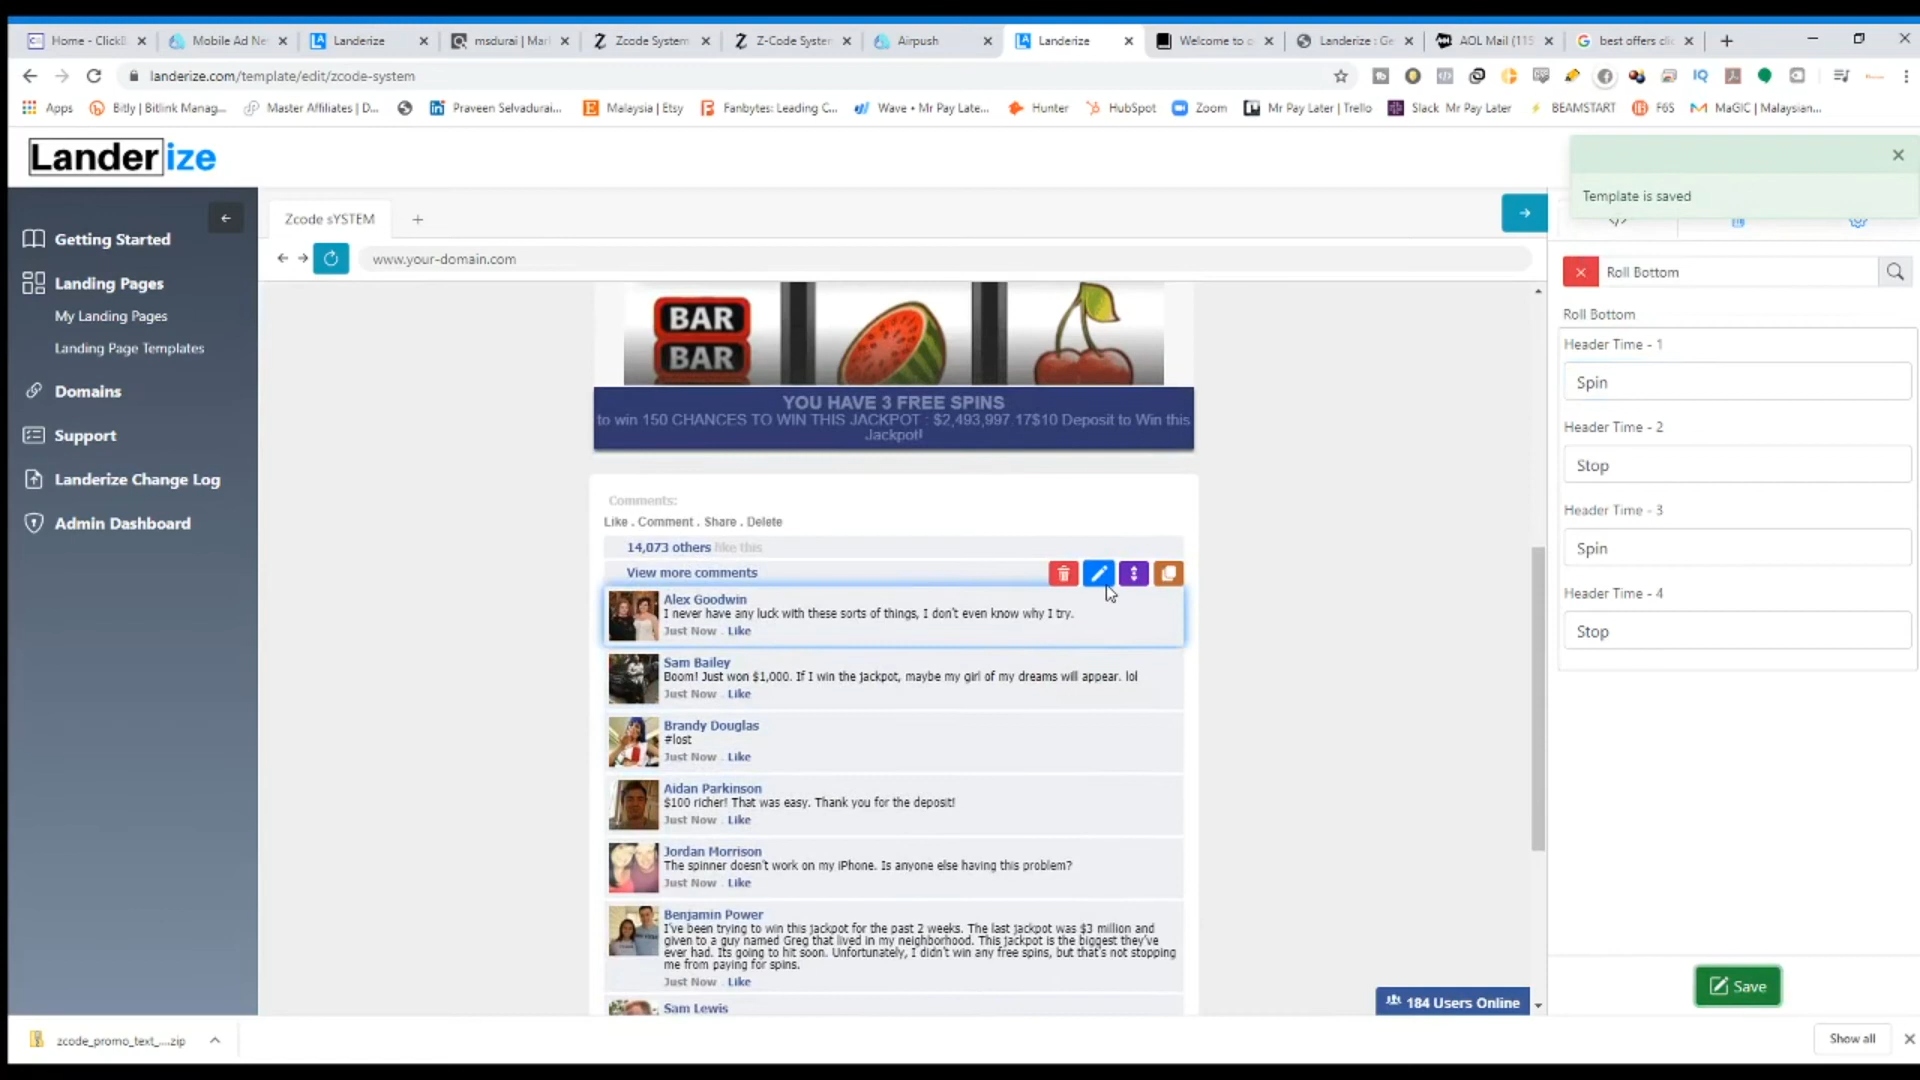 Home - ClickB
Mobile Ad Ne
Landerize
msdurai | Mar
Zcode System
Z-Code System
Airpush
Landerize
Welcome to c
Landerize : Ge
AOL Mail (115
best offers clic
landerize.com/template/edit/zcode-system
Apps
Bitly | Bitlink Manag...
Master Affiliates | D...
Praveen Selvadurai...
Malaysia | Etsy
Fanbytes: Leading C...
Wave • Mr Pay Late...
Hunter
HubSpot
Zoom
Mr Pay Later | Trello
Slack Mr Pay Later
BEAMSTART
F6S
MaGIC | Malaysian...
Landerize
Template is saved
Getting Started
Landing Pages
My Landing Pages
Landing Page Templates
Domains
Support
Landerize Change Log
Admin Dashboard
Zcode sYSTEM
www.your-domain.com
BAR
BAR
YOU HAVE 3 FREE SPINS
to win 150 CHANCES TO WIN THIS JACKPOT : $2,493,997.17$10 Deposit to Win this
Jackpot!
Comments:
Like . Comment . Share . Delete
14,073 others like this
View more comments
Alex Goodwin
I never have any luck with these sorts of things, I don't even know why I try.
Just Now . Like
Sam Bailey
Boom! Just won $1,000. If I win the jackpot, maybe my girl of my dreams will appear. lol
Just Now . Like
Brandy Douglas
#lost
Just Now . Like
Aidan Parkinson
$100 richer! That was easy. Thank you for the deposit!
Just Now . Like
Jordan Morrison
The spinner doesn't work on my iPhone. Is anyone else having this problem?
Just Now . Like
Benjamin Power
I've been trying to win this jackpot for the past 2 weeks. The last jackpot was $3 million and
given to a guy named Greg that lived in my neighborhood. This jackpot is the biggest they've
ever had. Its going to hit soon. Unfortunately, I didn't win any free spins, but that's not stopping
me from paying for spins.
Just Now . Like
Sam Lewis
184 Users Online
Roll Bottom
Roll Bottom
Header Time - 1
Spin
Header Time - 2
Stop
Header Time - 3
Spin
Header Time - 4
Stop
Save
zcode_promo_text_....zip
Show all